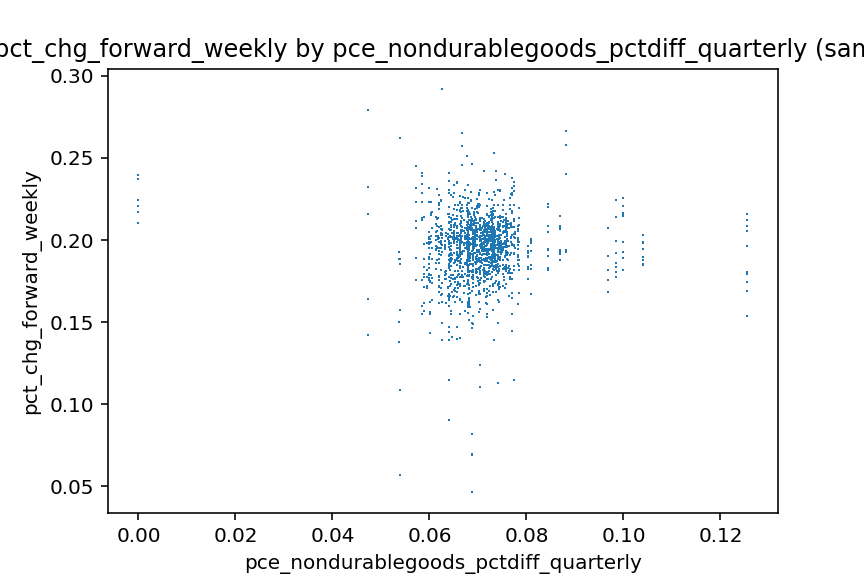 pct_chg_forward_weekly by pce_nondurablegoods_pctdiff_quarterly (sam
0.30
0.25
0.20
0.15
0.10
0.05
pct_chg_forward_weekly
0.00 0.02 0.04 0.06 0.08 0.10 0.12
pce_nondurablegoods_pctdiff_quarterly